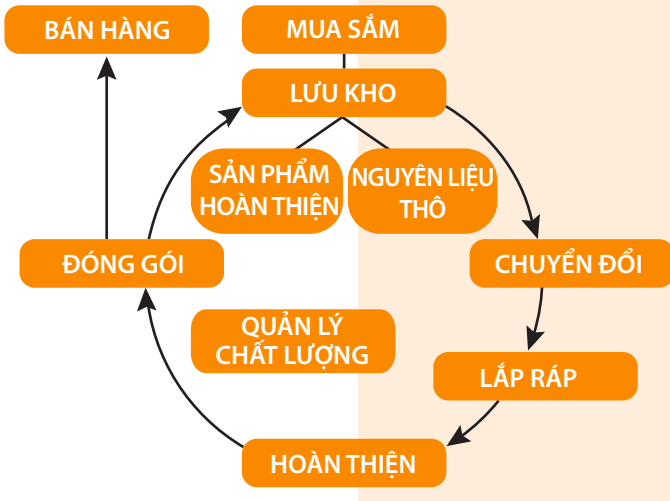 BÁN HÀNG
MUA SẮM
LƯU KHO
SẢN PHẨM
HOÀN THIỆN
NGUYÊN LIỆU
THÔ
ĐÓNG GÓI
CHUYỂN ĐỔI
QUẢN LÝ
CHẤT LƯỢNG
LẮP RÁP
HOÀN THIỆN